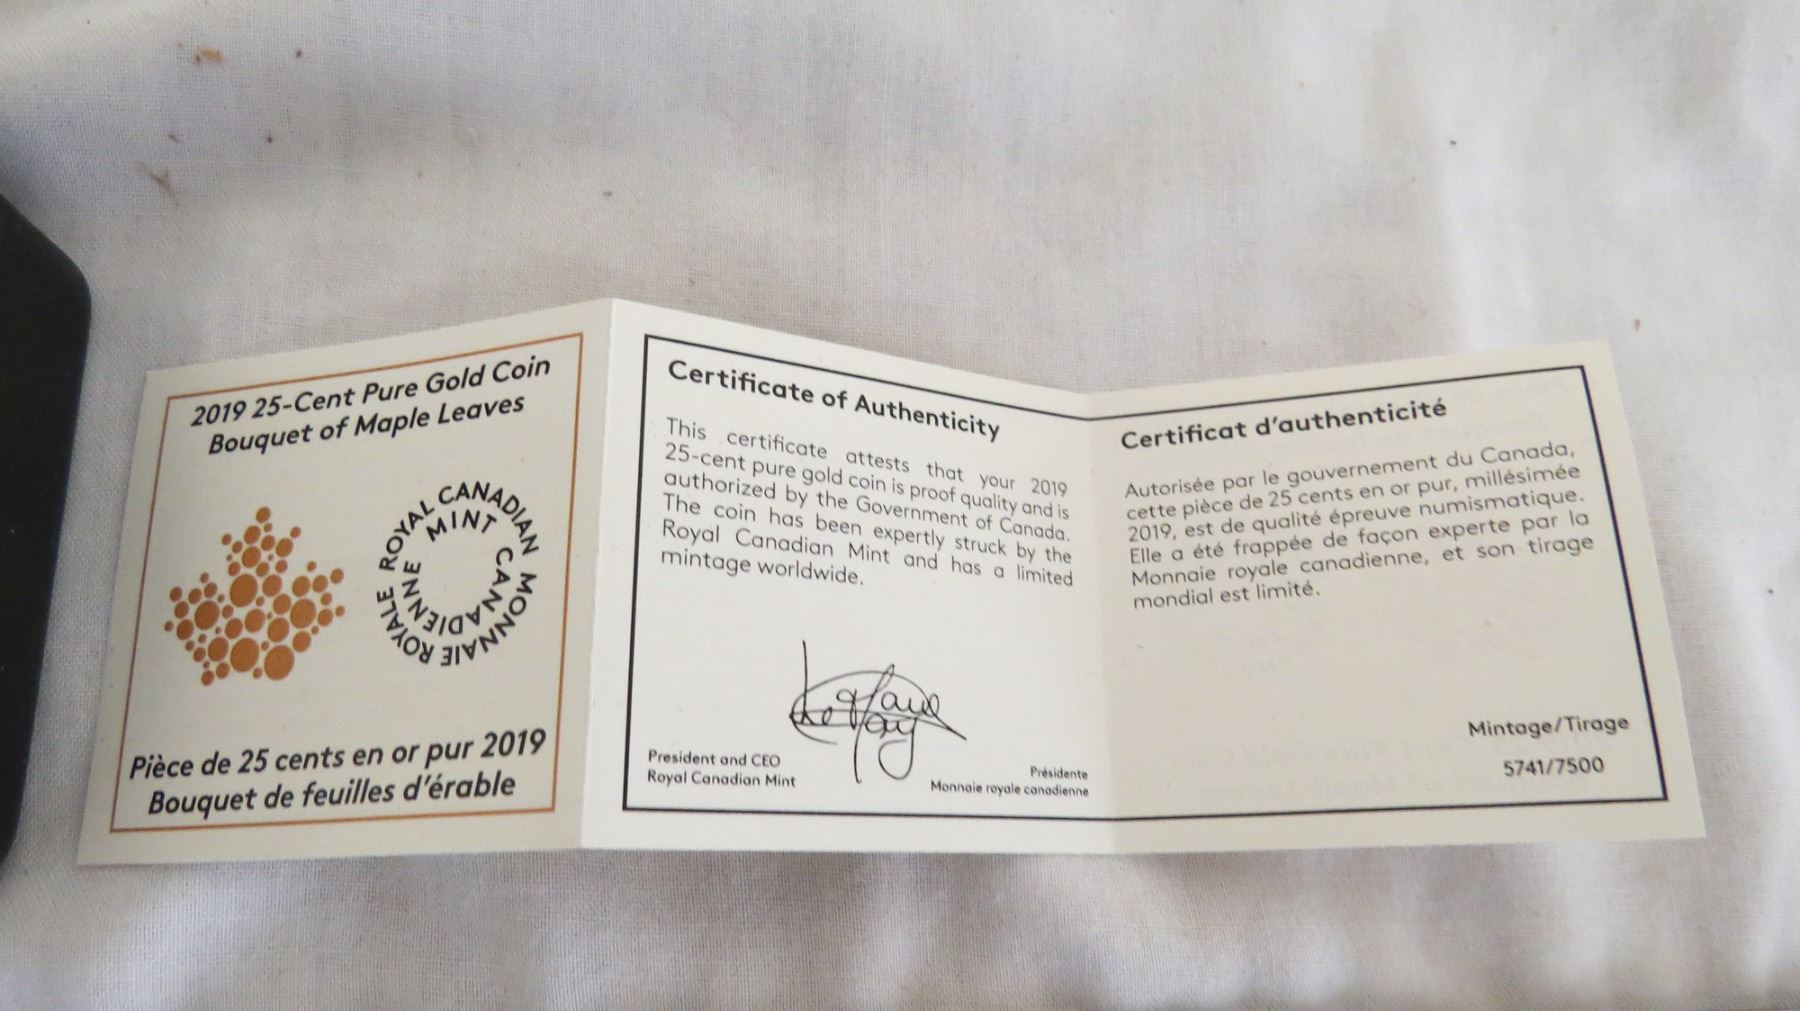 2019 25-Cent Pure Gold Coin
Bouquet of Maple Leaves
ROYAL CANADIAN MINT
MONNAIE ROYALE CANADIENNE
Pièce de 25 cents en or pur 2019
Bouquet de feuilles d'érable
Certificate of Authenticity
This certificate attests that your 2019
25-cent pure gold coin is proof quality and is
authorized by the Government of Canada.
The coin has been expertly struck by the
Royal Canadian Mint and has a limited
mintage worldwide.
President and CEO
Royal Canadian Mint
Présidente
Monnaie royale canadienne
Certificat d'authenticité
Autorisée par le gouvernement du Canada,
cette pièce de 25 cents en or pur, millésimée
2019, est de qualité épreuve numismatique.
Elle a été frappée de façon experte par la
Monnaie royale canadienne, et son tirage
mondial est limité.
Mintage/Tirage
5741/7500